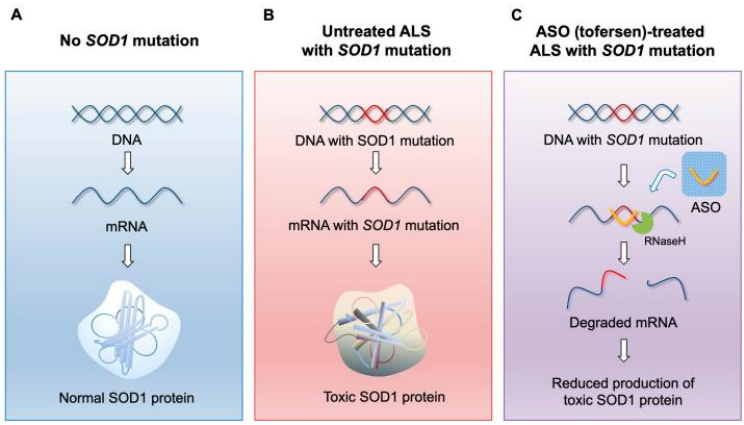 A
No SOD1 mutation
DNA
mRNA
Normal SOD1 protein
B
Untreated ALS
with SOD1 mutation
DNA with SOD1 mutation
mRNA with SOD1 mutation
Toxic SOD1 protein
C
ASO (tofersen)-treated
ALS with SOD1 mutation
DNA with SOD1 mutation
ASO
RNaseH
Degraded mRNA
Reduced production of
toxic SOD1 protein